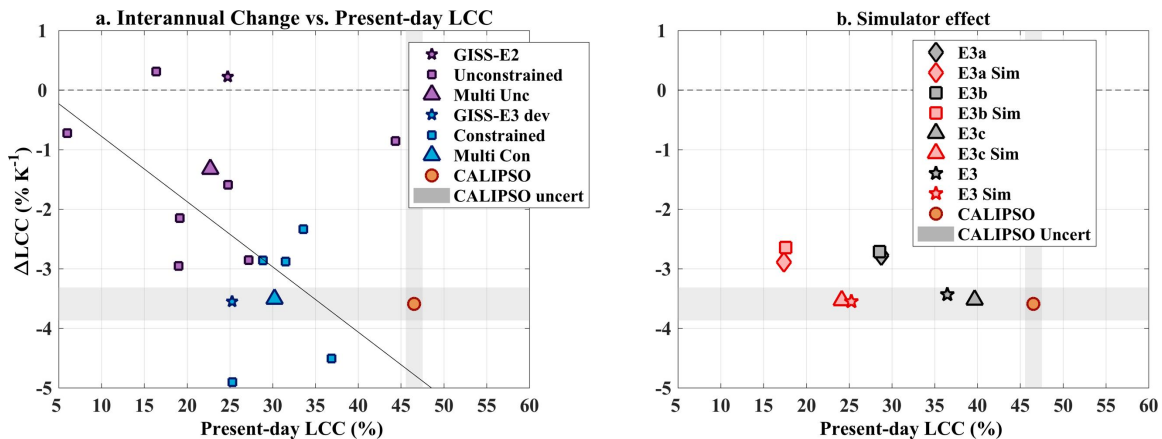 a. Interannual Change vs. Present-day LCC
1
0
-1
-2
-3
-4
-5
ΔLCC (% K⁻¹)
5
10
15
20
25
30
35
40
45
50
55
60
Present-day LCC (%)
GISS-E2
Unconstrained
Multi Unc
GISS-E3 dev
Constrained
Multi Con
CALIPSO
CALIPSO uncert
b. Simulator effect
1
0
-1
-2
-3
-4
-5
5
10
15
20
25
30
35
40
45
50
55
60
Present-day LCC (%)
E3a
E3a Sim
E3b
E3b Sim
E3c
E3c Sim
E3
E3 Sim
CALIPSO
CALIPSO Uncert